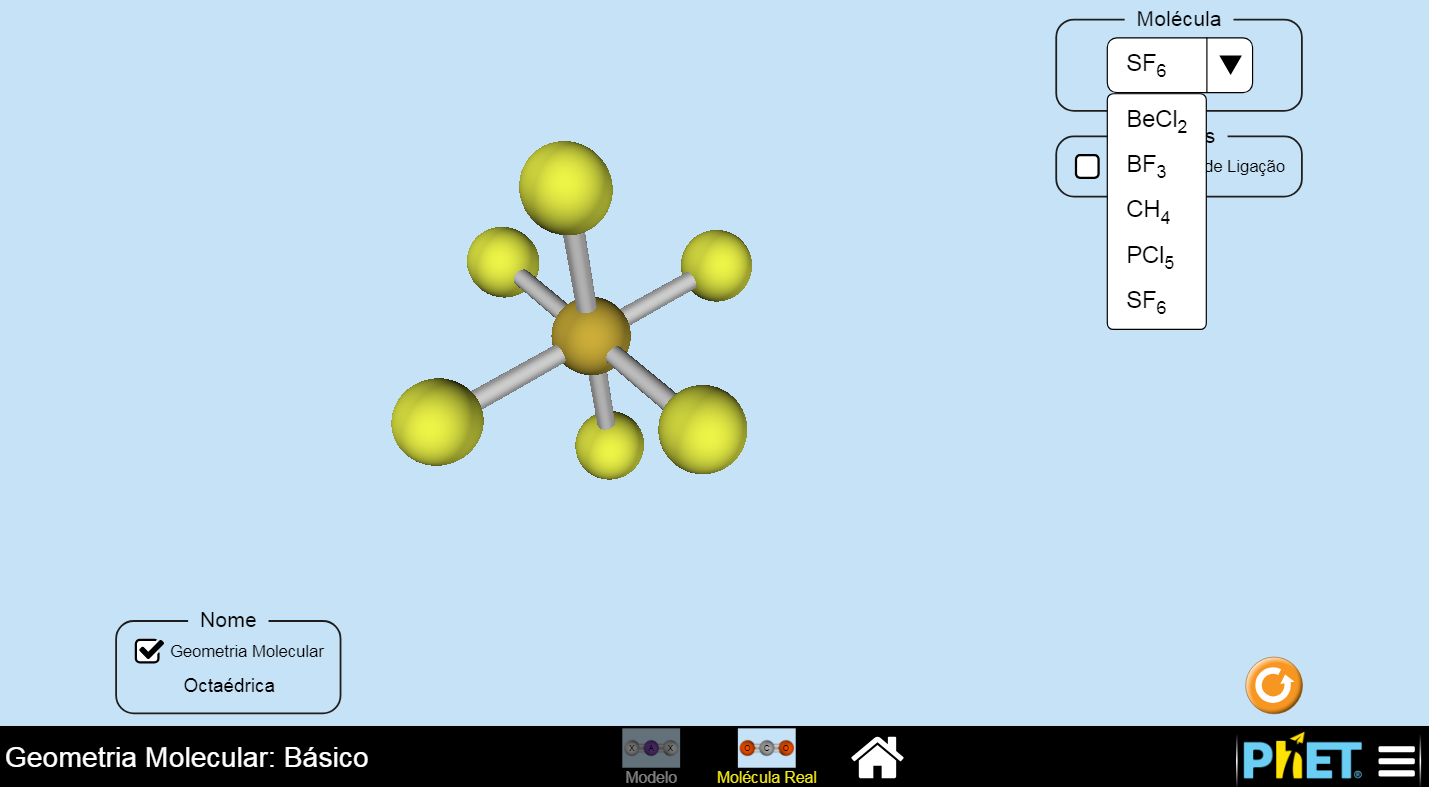 Molécula
SF6
BeCl2
BF3
CH4
PCl5
SF6
s
de Ligação
Nome
Geometria Molecular
Octaédrica
Geometria Molecular: Básico
X A X
Modelo
O C O
Molécula Real
PhET